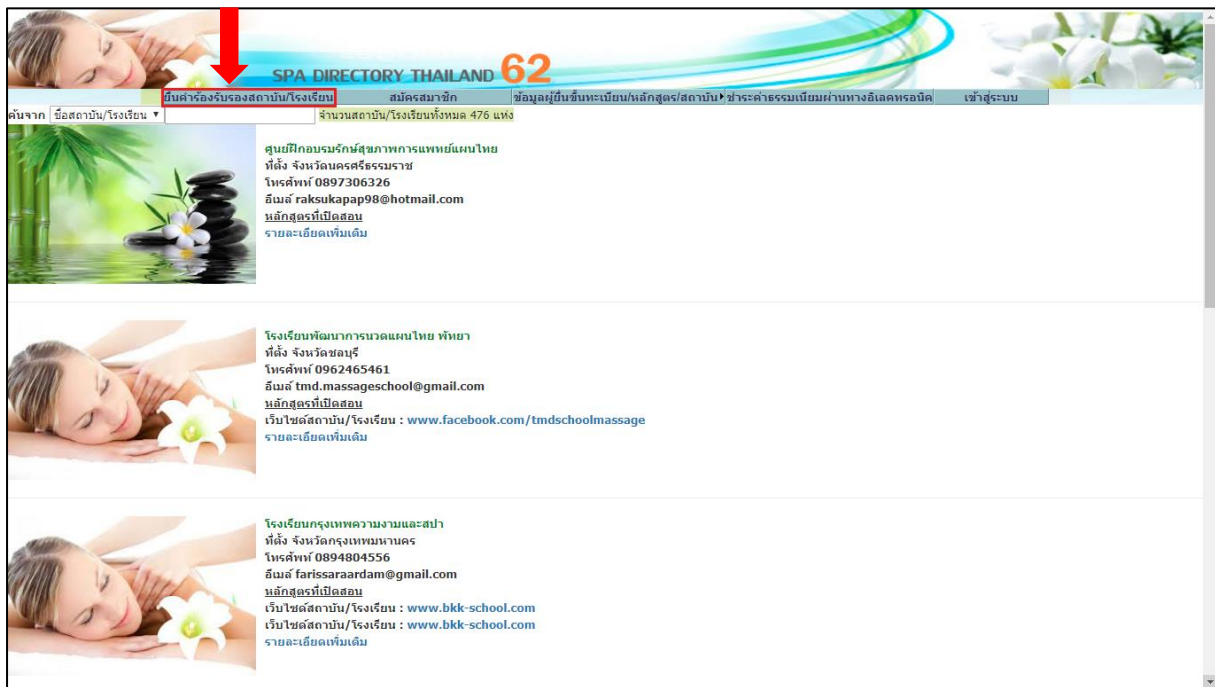 SPA DIRECTORY THAILAND 62
ยื่นคำร้องรับรองสถาบัน/โรงเรียน สมัครสมาชิก ข้อมูลผู้ยื่นขึ้นทะเบียน/หลักสูตร/สถาบัน ชำระค่าธรรมเนียมผ่านทางอิเลคทรอนิค เข้าสู่ระบบ
ค้นจาก ชื่อสถาบัน/โรงเรียน จำนวนสถาบัน/โรงเรียนทั้งหมด 476 แห่ง
ศูนย์ฝึกอบรมรักษ์สุขภาพการแพทย์แผนไทย
ที่ตั้ง จังหวัดนครศรีธรรมราช
โทรศัพท์ 0897306326
อีเมล์ raksukapap98@hotmail.com
หลักสูตรที่เปิดสอน
รายละเอียดเพิ่มเติม
โรงเรียนพัฒนาการนวดแผนไทย พัทยา
ที่ตั้ง จังหวัดชลบุรี
โทรศัพท์ 0962465461
อีเมล์ tmd.massageschool@gmail.com
หลักสูตรที่เปิดสอน
เว็บไซต์สถาบัน/โรงเรียน : www.facebook.com/tmdschoolmassage
รายละเอียดเพิ่มเติม
โรงเรียนกรุงเทพความงามและสปา
ที่ตั้ง จังหวัดกรุงเทพมหานคร
โทรศัพท์ 0894804556
อีเมล์ farissaraardam@gmail.com
หลักสูตรที่เปิดสอน
เว็บไซต์สถาบัน/โรงเรียน : www.bkk-school.com
เว็บไซต์สถาบัน/โรงเรียน : www.bkk-school.com
รายละเอียดเพิ่มเติม